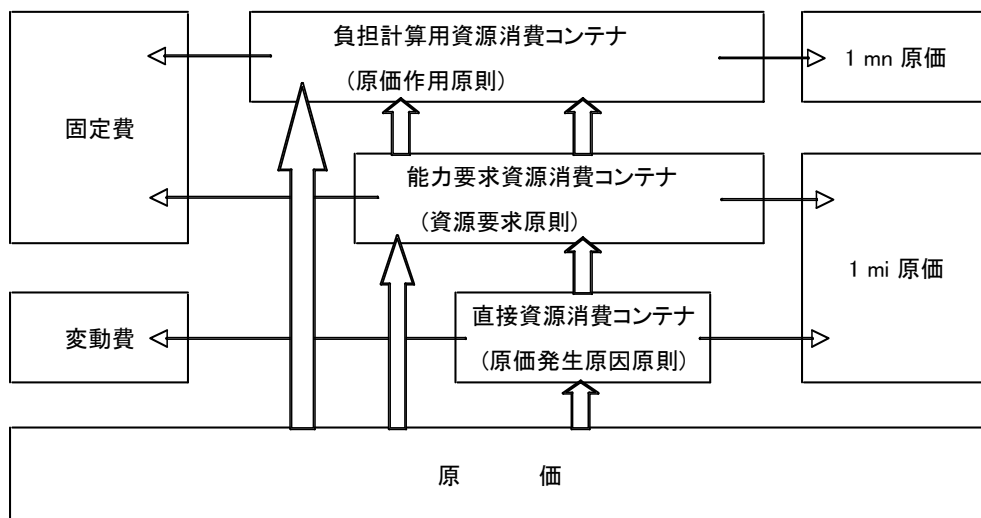 負担計算用資源消費コンテナ
(原価作用原則)
1 mn 原価
固定費
能力要求資源消費コンテナ
(資源要求原則)
1 mi 原価
直接資源消費コンテナ
(原価発生原因原則)
変動費
原 価